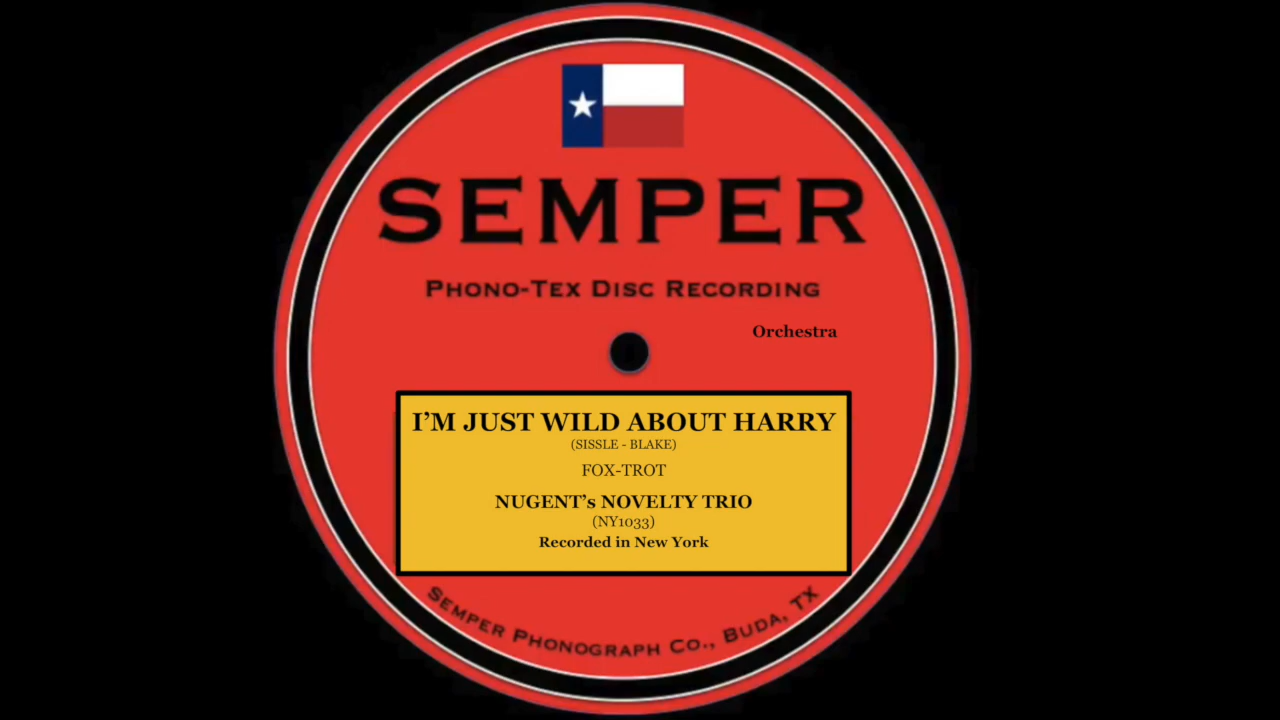 SEMPER
PHONO-TEX DISC RECORDING
Orchestra
I’M JUST WILD ABOUT HARRY
(SISSLE - BLAKE)
FOX-TROT
NUGENT’s NOVELTY TRIO
(NY1033)
Recorded in New York
SEMPER PHONOGRAPH CO., BUDA, TX